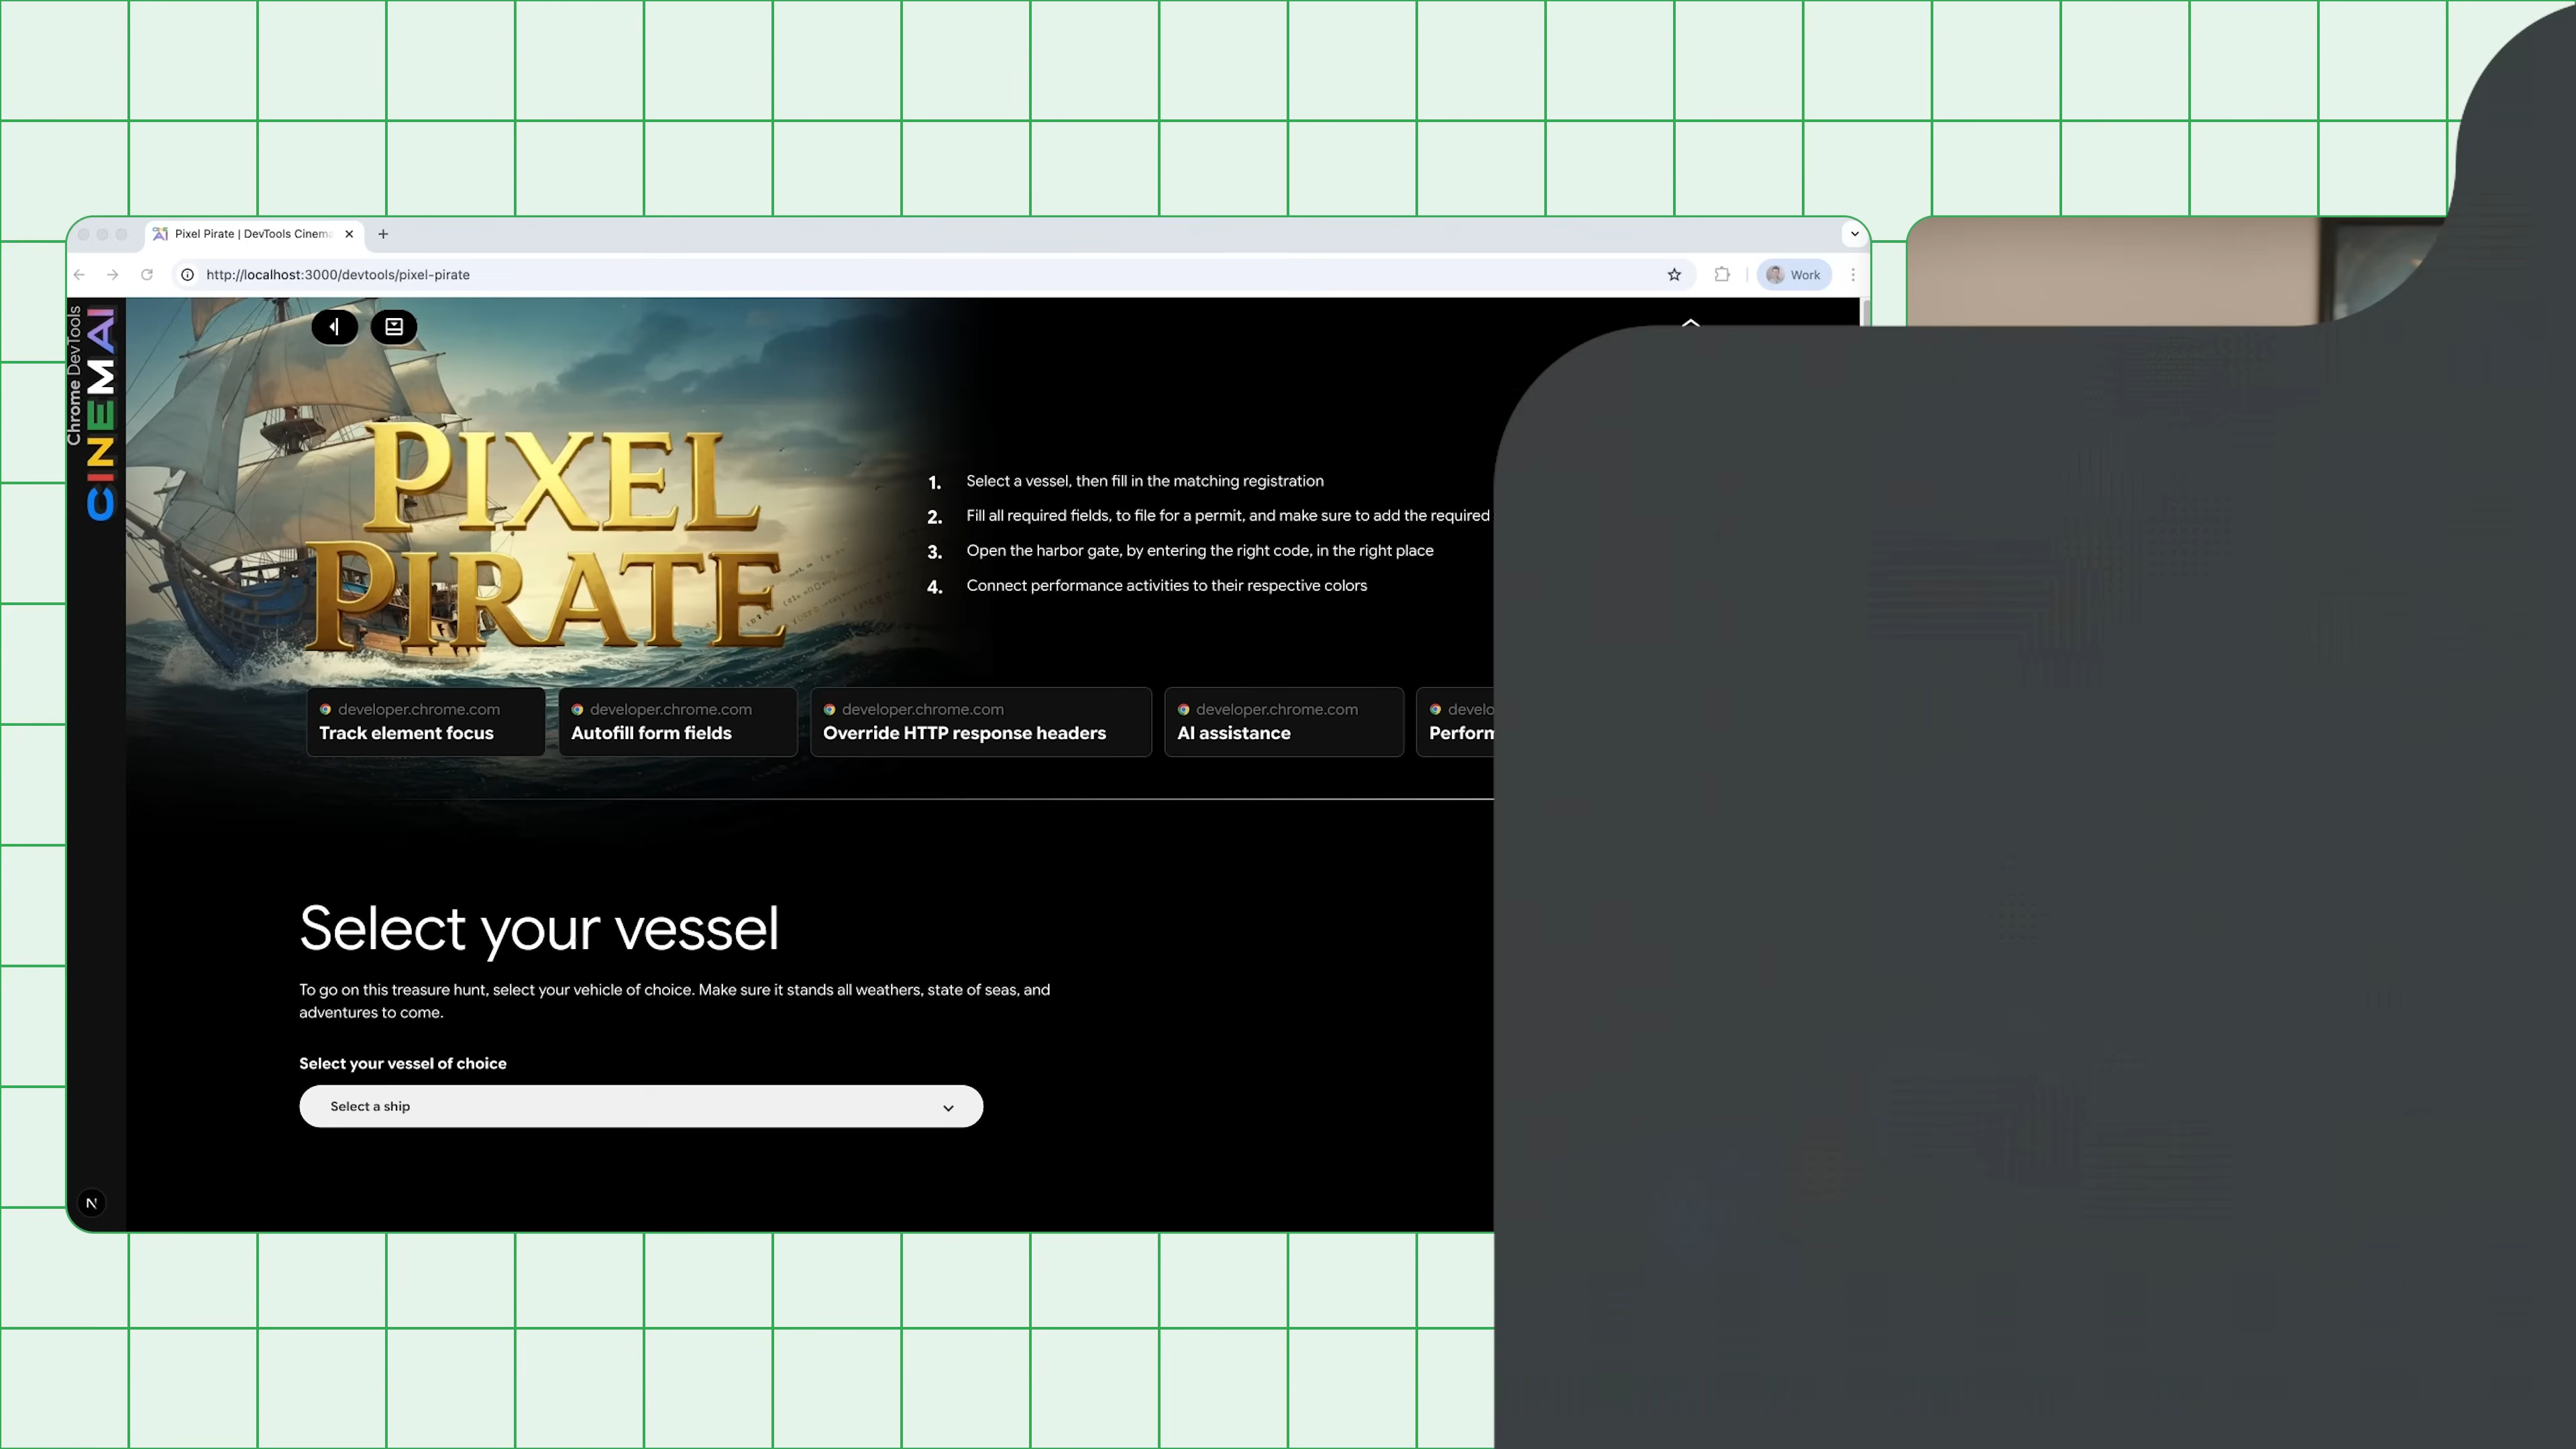 Pixel Pirate | DevTools Cinem
http://localhost:3000/devtools/pixel-pirate
Work
Chrome DevTools
CINEMAI
PIXEL
PIRATE
1. Select a vessel, then fill in the matching registration
2. Fill all required fields, to file for a permit, and make sure to add the required
3. Open the harbor gate, by entering the right code, in the right place
4. Connect performance activities to their respective colors
developer.chrome.com
Track element focus
developer.chrome.com
Autofill form fields
developer.chrome.com
Override HTTP response headers
developer.chrome.com
AI assistance
develo
Perform
Select your vessel
To go on this treasure hunt, select your vehicle of choice. Make sure it stands all weathers, state of seas, and
adventures to come.
Select your vessel of choice
Select a ship
N